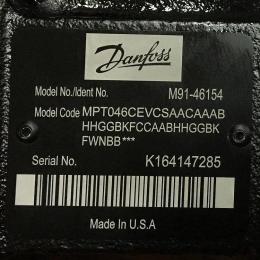 Danfoss
Model No./Ident No. M91-46154
Model Code MPT046CEVCSAACAAAB
HHGGBKFCCAABHHGGBK
FWNBB***
Serial No. K164147285
Made In U.S.A